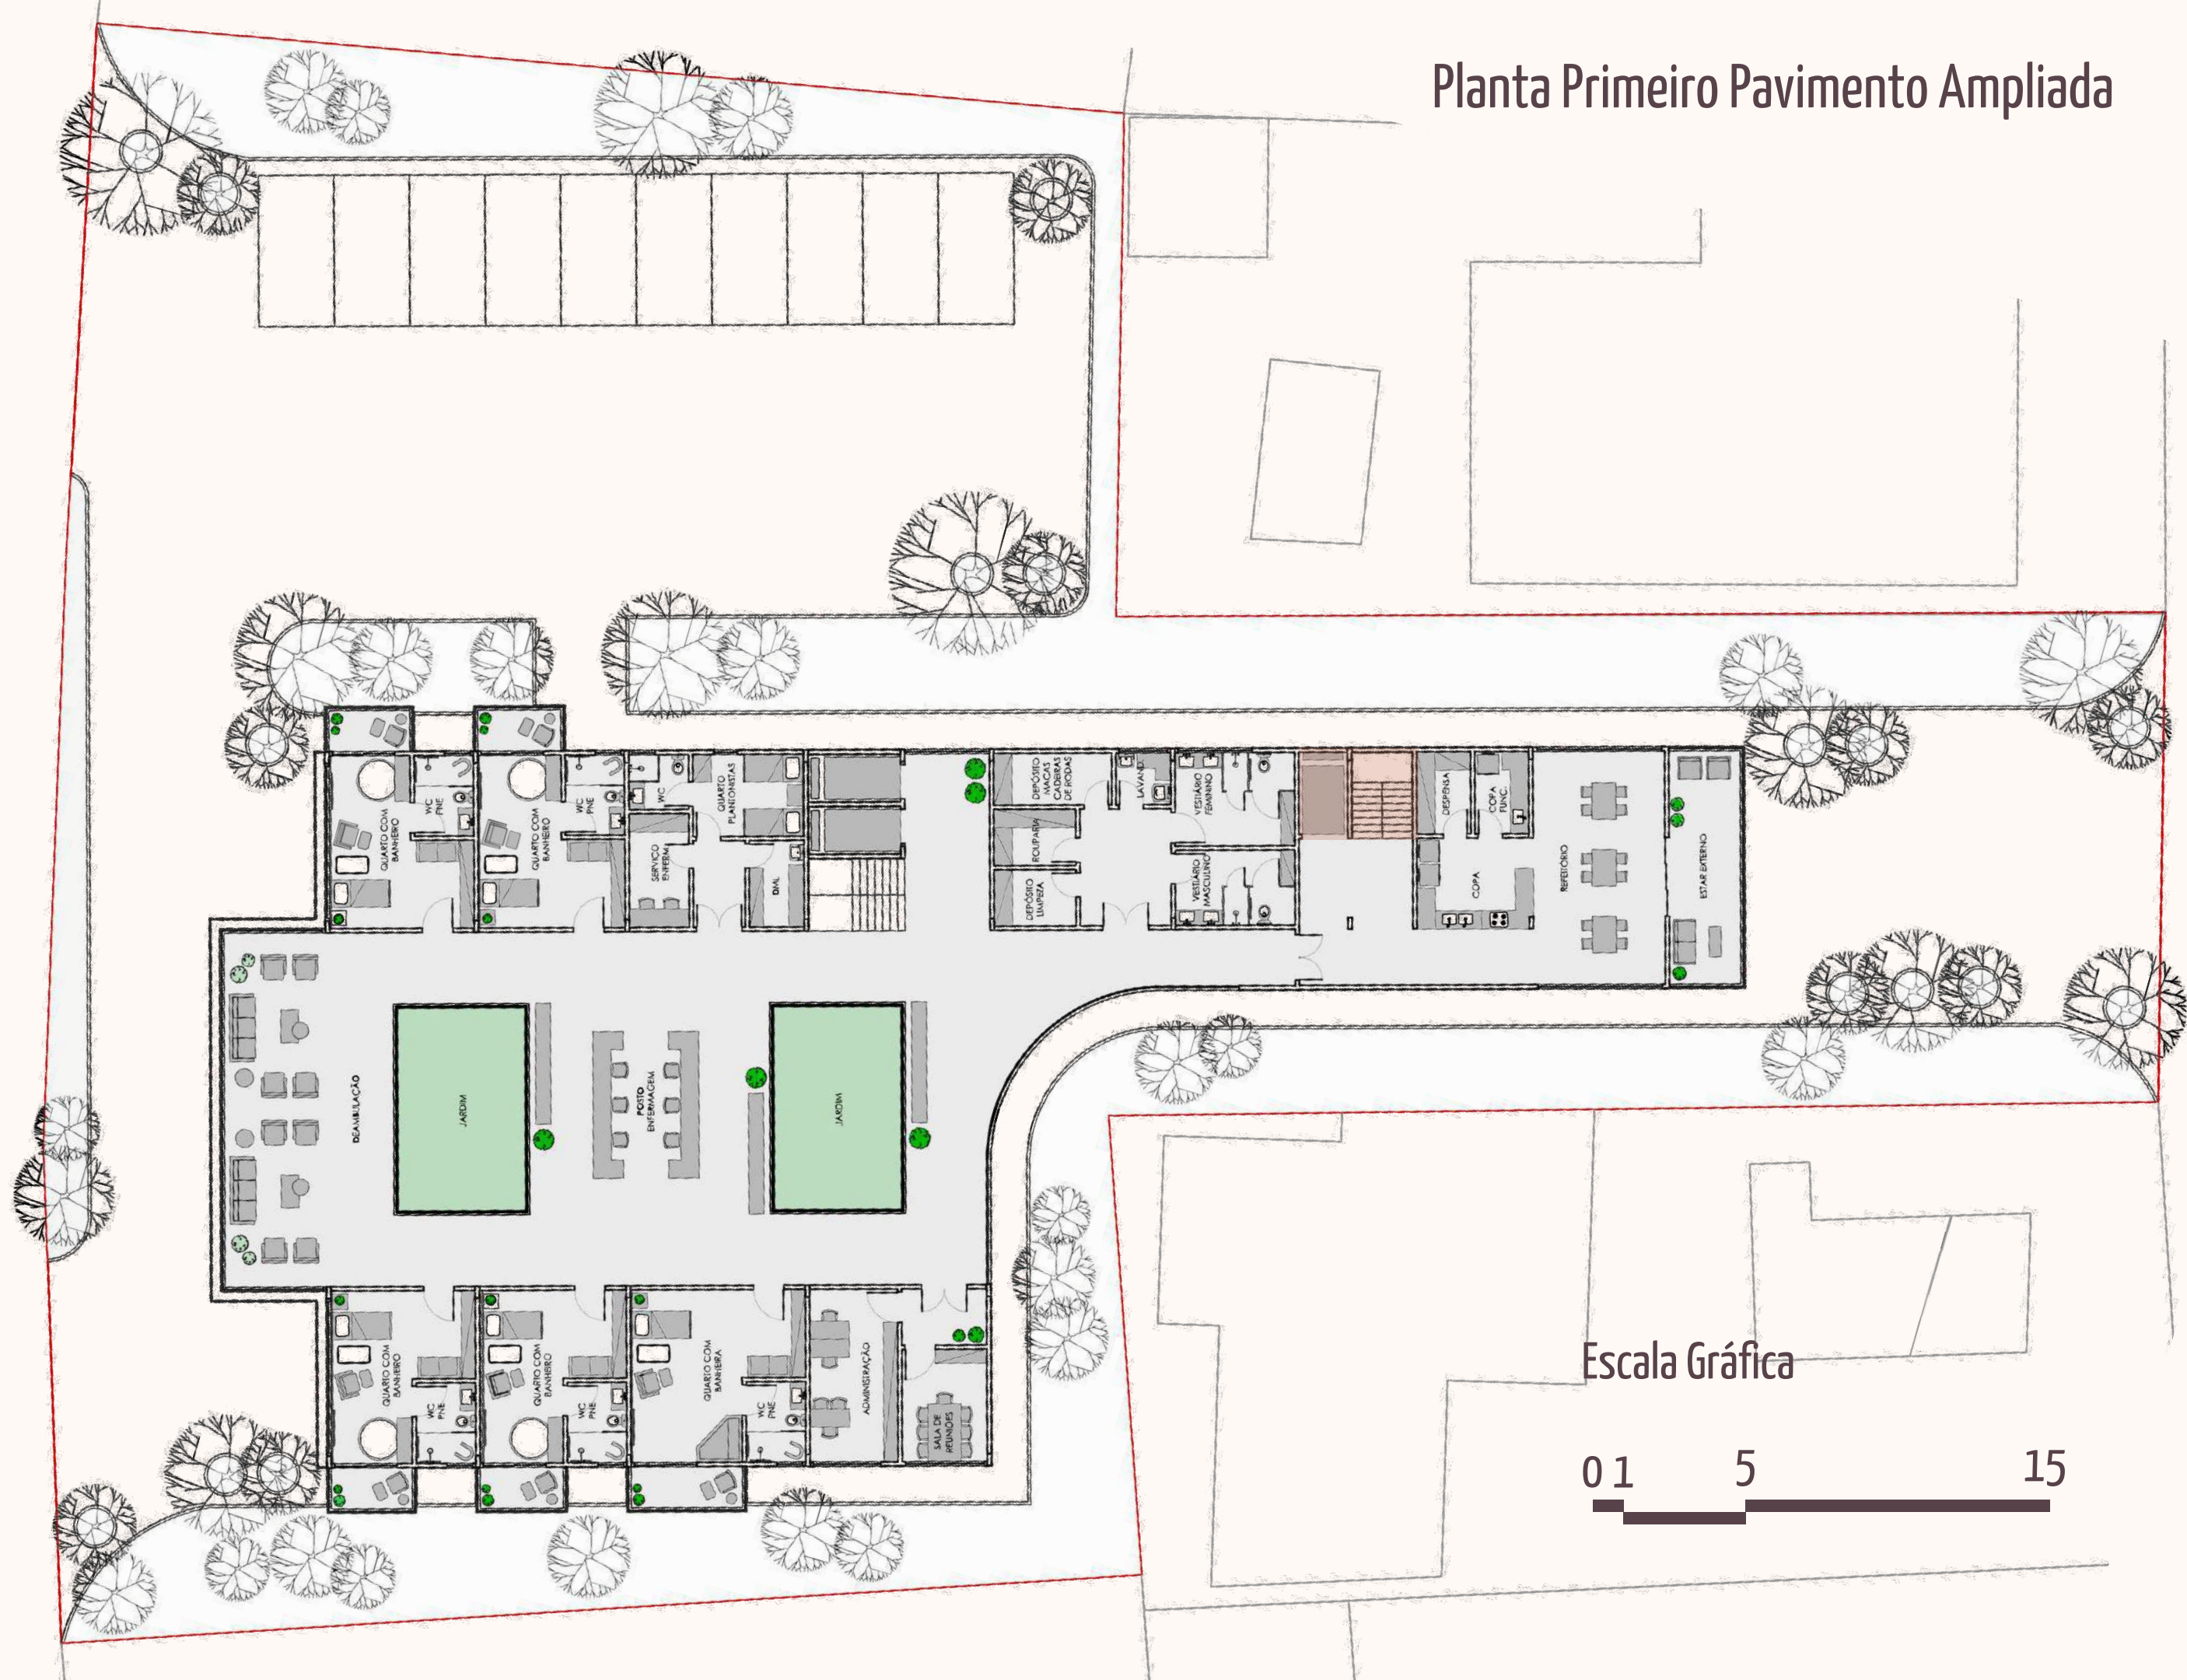 Planta Primeiro Pavimento Ampliada
QUARTO COM
BANHEIRO
WC
PNE
QUARTO COM
BANHEIRO
WC
PNE
WC
QUARTO
PLANTONISTAS
SERVIÇO
ENFERM.
DML
DEPÓSITO
MACAS
CADEIRAS
DE RODAS
ROUPARIA
DEPÓSITO
LIMPEZA
LAVAND
VESTIÁRIO
FEMININO
VESTIÁRIO
MASCULINO
DESPENSA
COPA
FUNC.
COPA
REFEITÓRIO
ESTAR EXTERNO
DEAMBULAÇÃO
JARDIM
POSTO
ENFERMAGEM
JARDIM
QUARTO COM
BANHEIRO
WC
PNE
QUARTO COM
BANHEIRO
WC
PNE
QUARTO COM
BANHEIRA
WC
PNE
ADMINISTRAÇÃO
SALA DE
REUNIÕES
Escala Gráfica
0 1 5 15